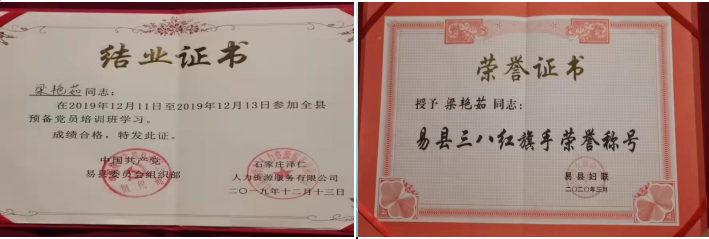 结业证书
梁艳茹同志：
在2019年12月11日至2019年12月13日参加全县
预备党员培训班学习。
成绩合格，特发此证。
中国共产党
易县委员会组织部
石家庄泽仁
人力资源服务有限公司
二〇一九年十二月十三日
荣誉证书
授予 梁艳茹 同志：
易县三八红旗手荣誉称号
易县妇联
二〇二〇年三月